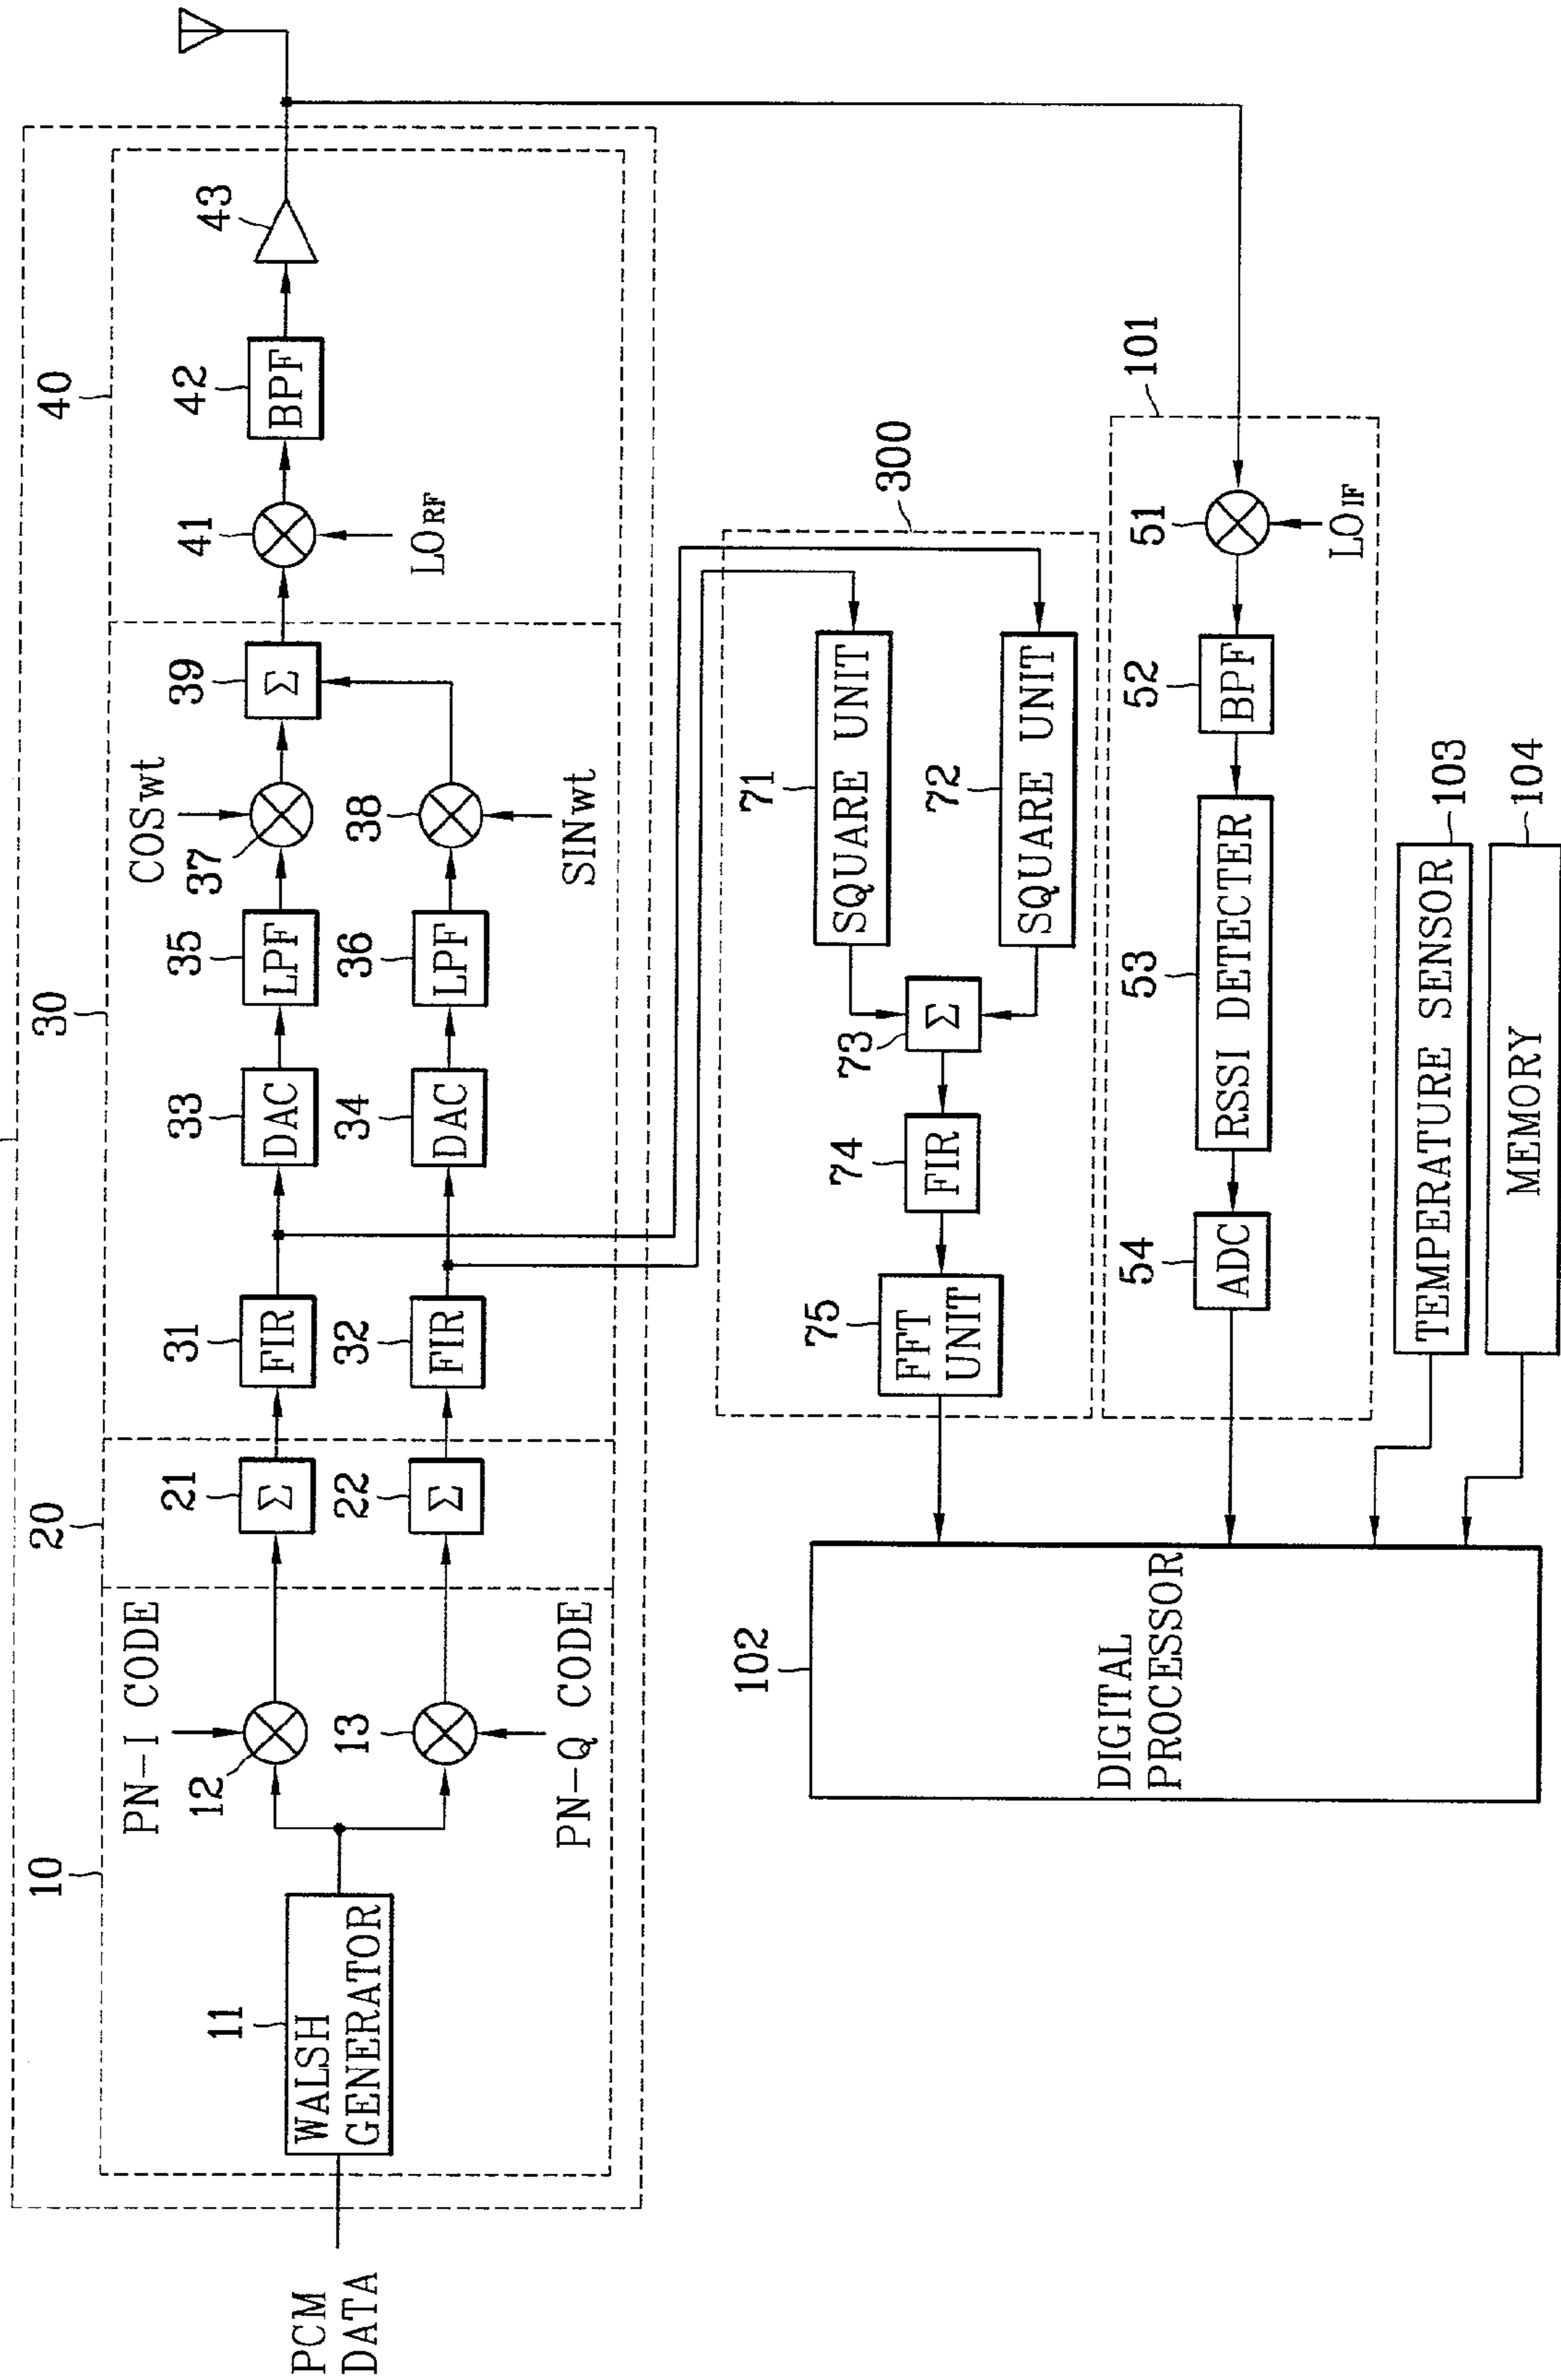 40
30
20
10
43
42
BPF
41
LORF
39
Σ
COSwt
37
35
LPF
33
DAC
31
FIR
21
Σ
PN-I CODE
12
11
WALSH
GENERATOR
PCM
DATA
38
SINwt
36
LPF
34
DAC
32
FIR
22
Σ
13
PN-Q CODE
300
71
SQUARE UNIT
72
SQUARE UNIT
73
Σ
74
FIR
75
FFT
UNIT
101
51
LOIF
52
BPF
53
RSSI DETECTER
54
ADC
103
TEMPERATURE SENSOR
104
MEMORY
102
DIGITAL
PROCESSOR